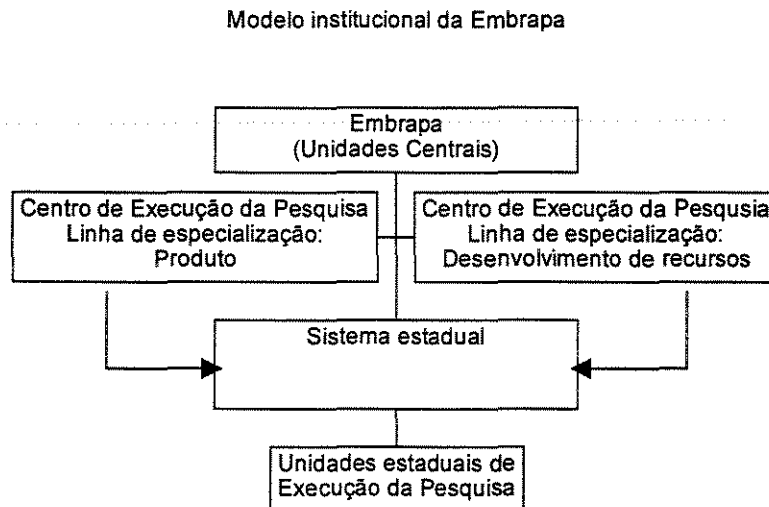 Modelo institucional da Embrapa
Embrapa
(Unidades Centrais)
Centro de Execução da Pesquisa
Linha de especialização:
Produto
Centro de Execução da Pesqusia
Linha de especialização:
Desenvolvimento de recursos
Sistema estadual
Unidades estaduais de
Execução da Pesquisa